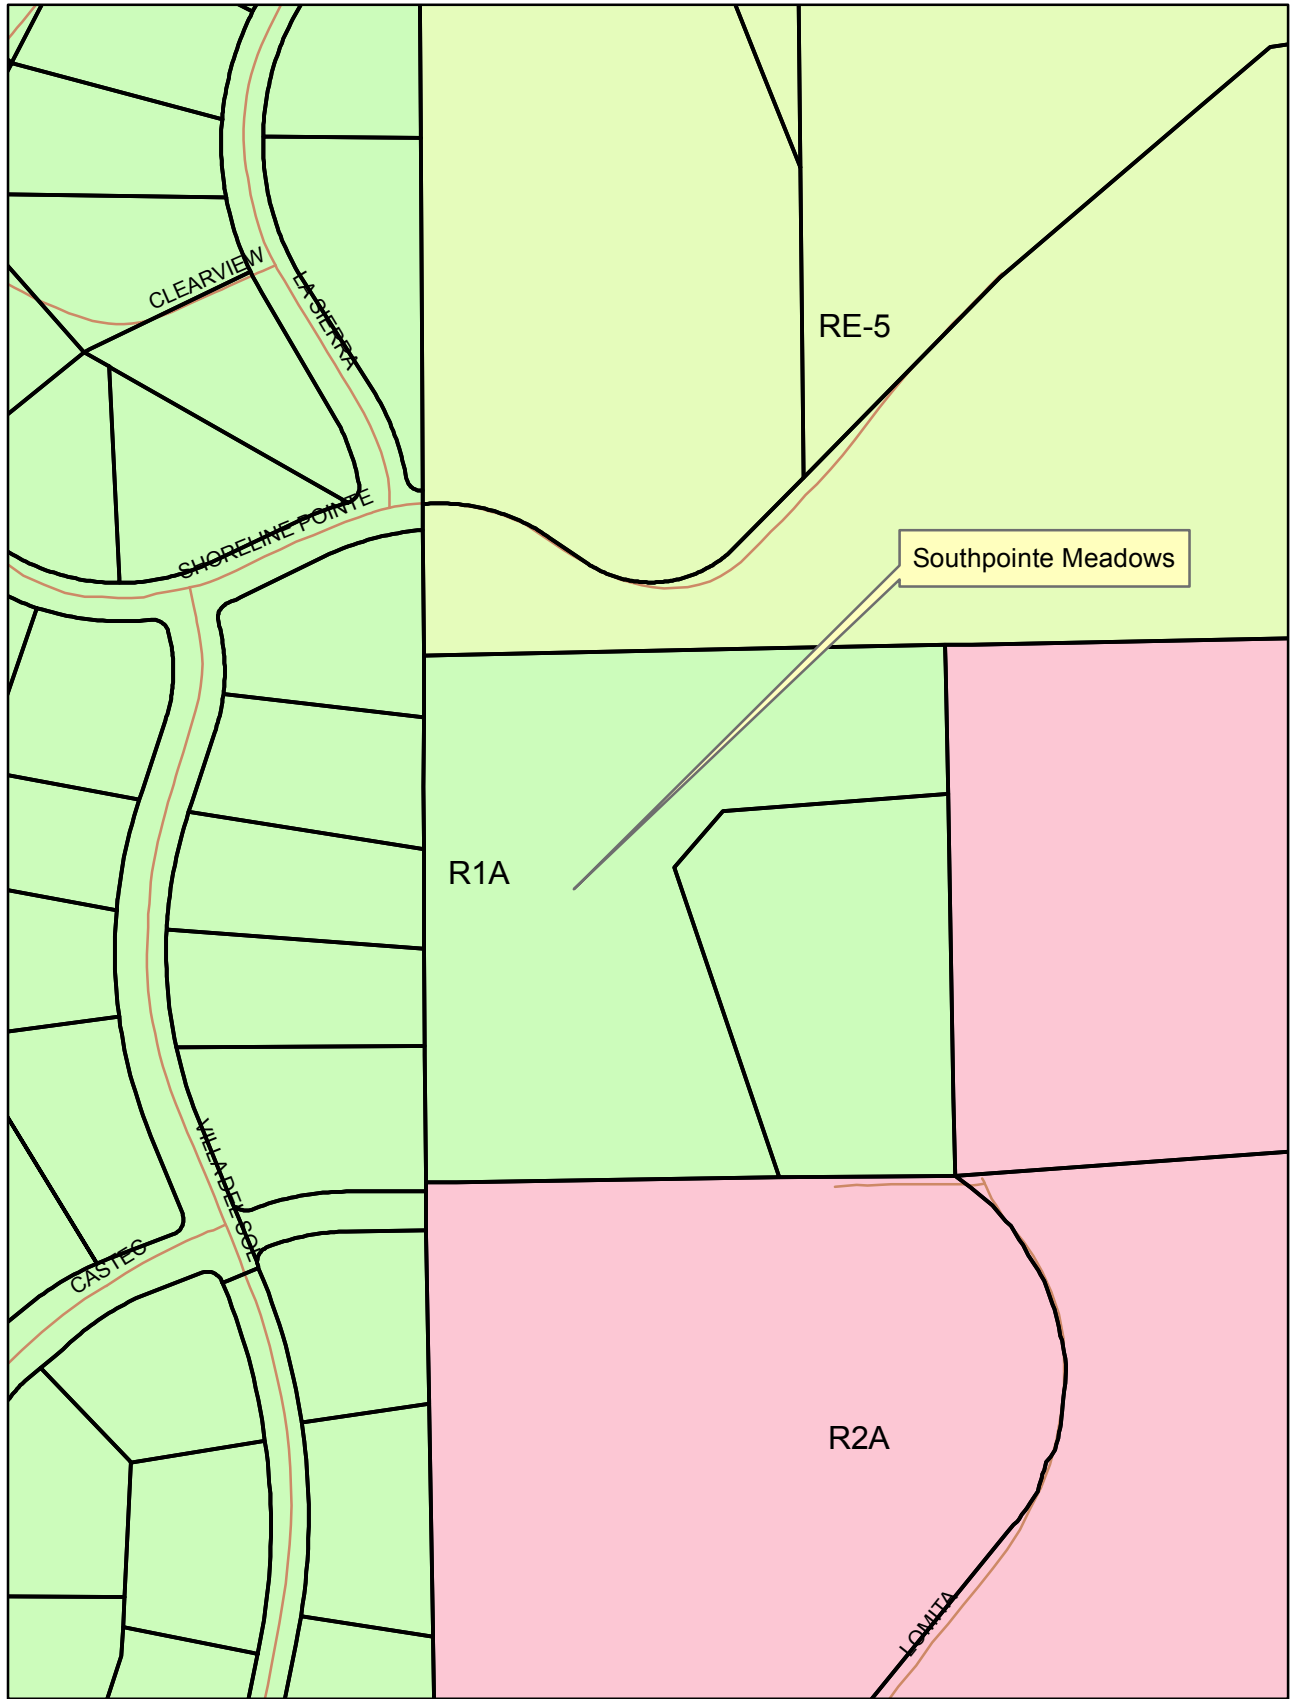 CLEARVIEW
LA SIERRA
RE-5
SHORELINE POINTE
Southpointe Meadows
R1A
VILLA DEL SOL
CASTEC
R2A
LOMITA